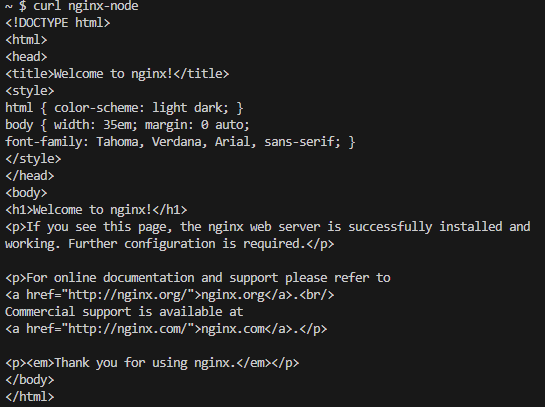 ~ $ curl nginx-node
<!DOCTYPE html>
<html>
<head>
<title>Welcome to nginx!</title>
<style>
html { color-scheme: light dark; }
body { width: 35em; margin: 0 auto;
font-family: Tahoma, Verdana, Arial, sans-serif; }
</style>
</head>
<body>
<h1>Welcome to nginx!</h1>
<p>If you see this page, the nginx web server is successfully installed and
working. Further configuration is required.</p>

<p>For online documentation and support please refer to
<a href="http://nginx.org/">nginx.org</a>.<br/>
Commercial support is available at
<a href="http://nginx.com/">nginx.com</a>.</p>

<p><em>Thank you for using nginx.</em></p>
</body>
</html>